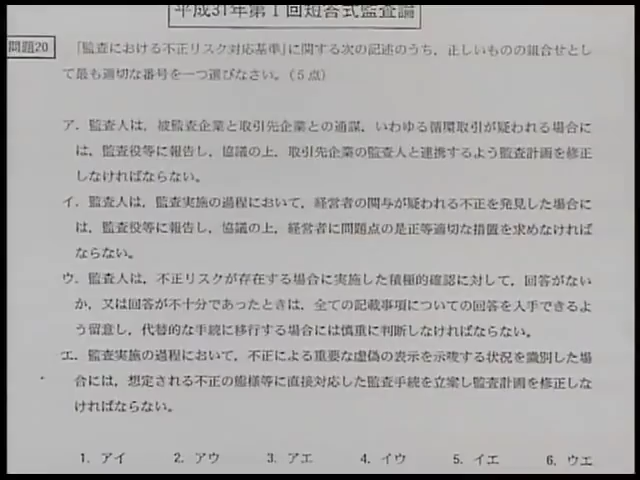 平成31年第Ⅰ回短答式監査論
問題20 「監査における不正リスク対応基準」に関する次の記述のうち，正しいものの組合せとし
て最も適切な番号を一つ選びなさい。（５点）
ア．監査人は，被監査企業と取引先企業との通謀，いわゆる循環取引が疑われる場合に
は，監査役等に報告し，協議の上，取引先企業の監査人と連携するよう監査計画を修正
しなければならない。
イ．監査人は，監査実施の過程において，経営者の関与が疑われる不正を発見した場合に
は，監査役等に報告し，協議の上，経営者に問題点の是正等適切な措置を求めなければ
ならない。
ウ．監査人は，不正リスクが存在する場合に実施した積極的確認に対して，回答がない
か，又は回答が不十分であったときは，全ての記載事項についての回答を入手できるよ
う留意し，代替的な手続に移行する場合には慎重に判断しなければならない。
エ．監査実施の過程において，不正による重要な虚偽の表示を示唆する状況を識別した場
合には，想定される不正の態様等に直接対応した監査手続を立案し監査計画を修正しな
ければならない。
1．アイ 2．アウ 3．アエ 4．イウ 5．イエ 6．ウエ